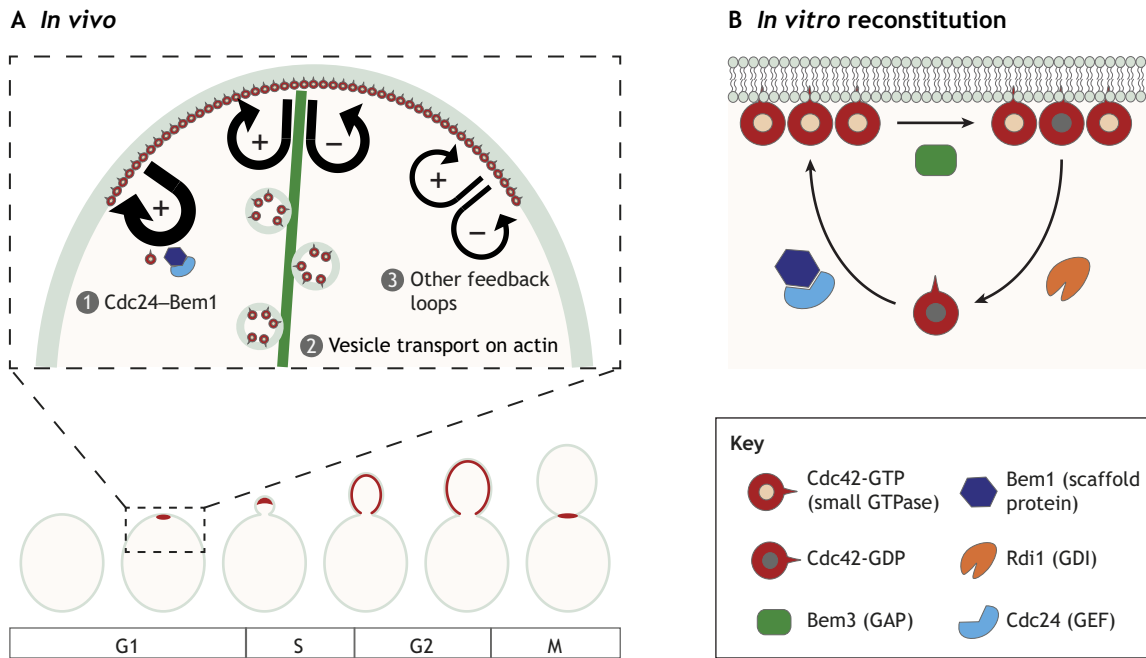 A In vivo
+
+
−
+
−
1 Cdc24–Bem1
3 Other feedback
loops
2 Vesicle transport on actin
G1
S
G2
M
B In vitro reconstitution
Key
Cdc42-GTP
(small GTPase)
Bem1 (scaffold
protein)
Cdc42-GDP
Rdi1 (GDI)
Bem3 (GAP)
Cdc24 (GEF)